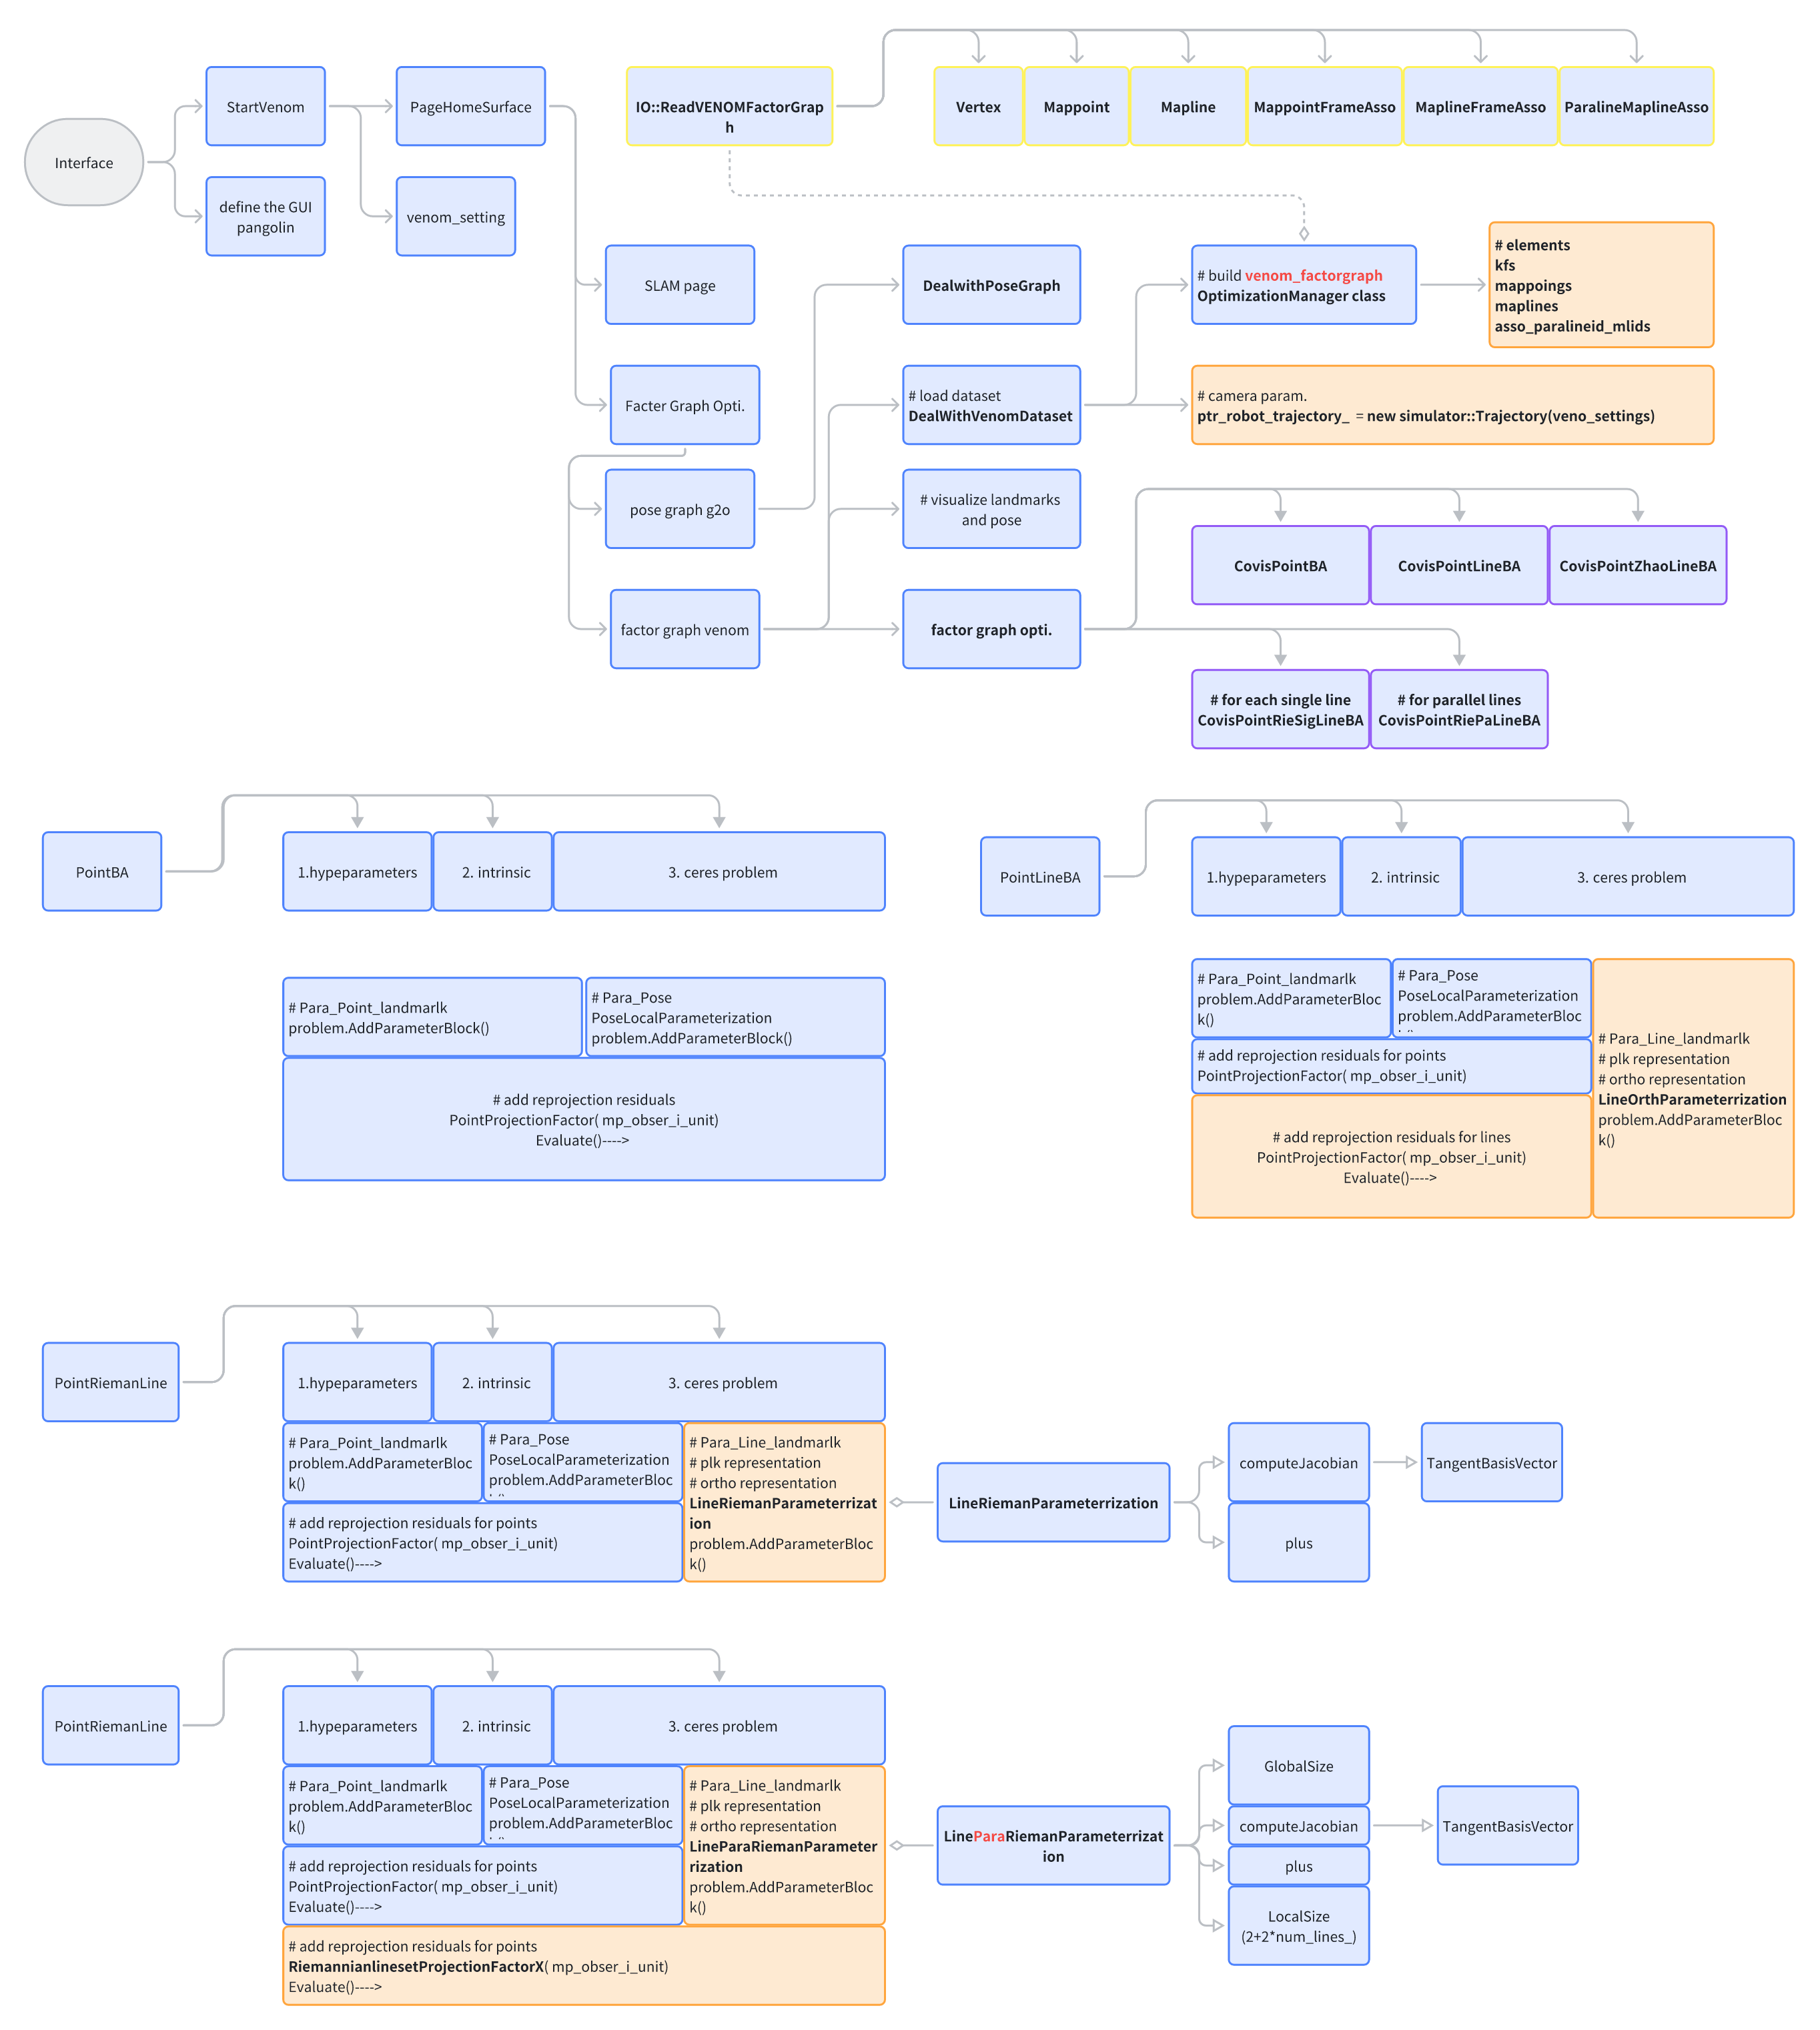 Interface
StartVenom
define the GUI
pangolin
PageHomeSurface
venom_setting
IO::ReadVENOMFactorGrap
h
Vertex
Mappoint
Mapline
MappointFrameAsso
MaplineFrameAsso
ParalineMaplineAsso
SLAM page
DealwithPoseGraph
# build venom_factorgraph
OptimizationManager class
# elements
kfs
mappoings
maplines
asso_paralineid_mlids
Facter Graph Opti.
# load dataset
DealWithVenomDataset
# camera param.
ptr_robot_trajectory_ = new simulator::Trajectory(veno_settings)
pose graph g2o
# visualize landmarks
and pose
CovisPointBA
CovisPointLineBA
CovisPointZhaoLineBA
factor graph venom
factor graph opti.
# for each single line
CovisPointRieSigLineBA
# for parallel lines
CovisPointRiePaLineBA
PointBA
1.hypeparameters
2. intrinsic
3. ceres problem
# Para_Point_landmarlk
problem.AddParameterBlock()
# Para_Pose
PoseLocalParameterization
problem.AddParameterBlock()
# add reprojection residuals
PointProjectionFactor( mp_obser_i_unit)
Evaluate()---->
PointLineBA
1.hypeparameters
2. intrinsic
3. ceres problem
# Para_Point_landmarlk
problem.AddParameterBloc
k()
# Para_Pose
PoseLocalParameterization
problem.AddParameterBloc
# add reprojection residuals for points
PointProjectionFactor( mp_obser_i_unit)
# add reprojection residuals for lines
PointProjectionFactor( mp_obser_i_unit)
Evaluate()---->
# Para_Line_landmarlk
# plk representation
# ortho representation
LineOrthParameterrization
problem.AddParameterBloc
k()
PointRiemanLine
1.hypeparameters
2. intrinsic
3. ceres problem
# Para_Point_landmarlk
problem.AddParameterBloc
k()
# Para_Pose
PoseLocalParameterization
problem.AddParameterBloc
# add reprojection residuals for points
PointProjectionFactor( mp_obser_i_unit)
Evaluate()---->
# Para_Line_landmarlk
# plk representation
# ortho representation
LineRiemanParameterrizat
ion
problem.AddParameterBloc
k()
LineRiemanParameterrization
computeJacobian
plus
TangentBasisVector
PointRiemanLine
1.hypeparameters
2. intrinsic
3. ceres problem
# Para_Point_landmarlk
problem.AddParameterBloc
k()
# Para_Pose
PoseLocalParameterization
problem.AddParameterBloc
# add reprojection residuals for points
PointProjectionFactor( mp_obser_i_unit)
Evaluate()---->
# Para_Line_landmarlk
# plk representation
# ortho representation
LineParaRiemanParameter
rization
problem.AddParameterBloc
k()
# add reprojection residuals for points
RiemannianlinesetProjectionFactorX( mp_obser_i_unit)
Evaluate()---->
LineParaRiemanParameterrizat
ion
GlobalSize
computeJacobian
plus
LocalSize
(2+2*num_lines_)
TangentBasisVector